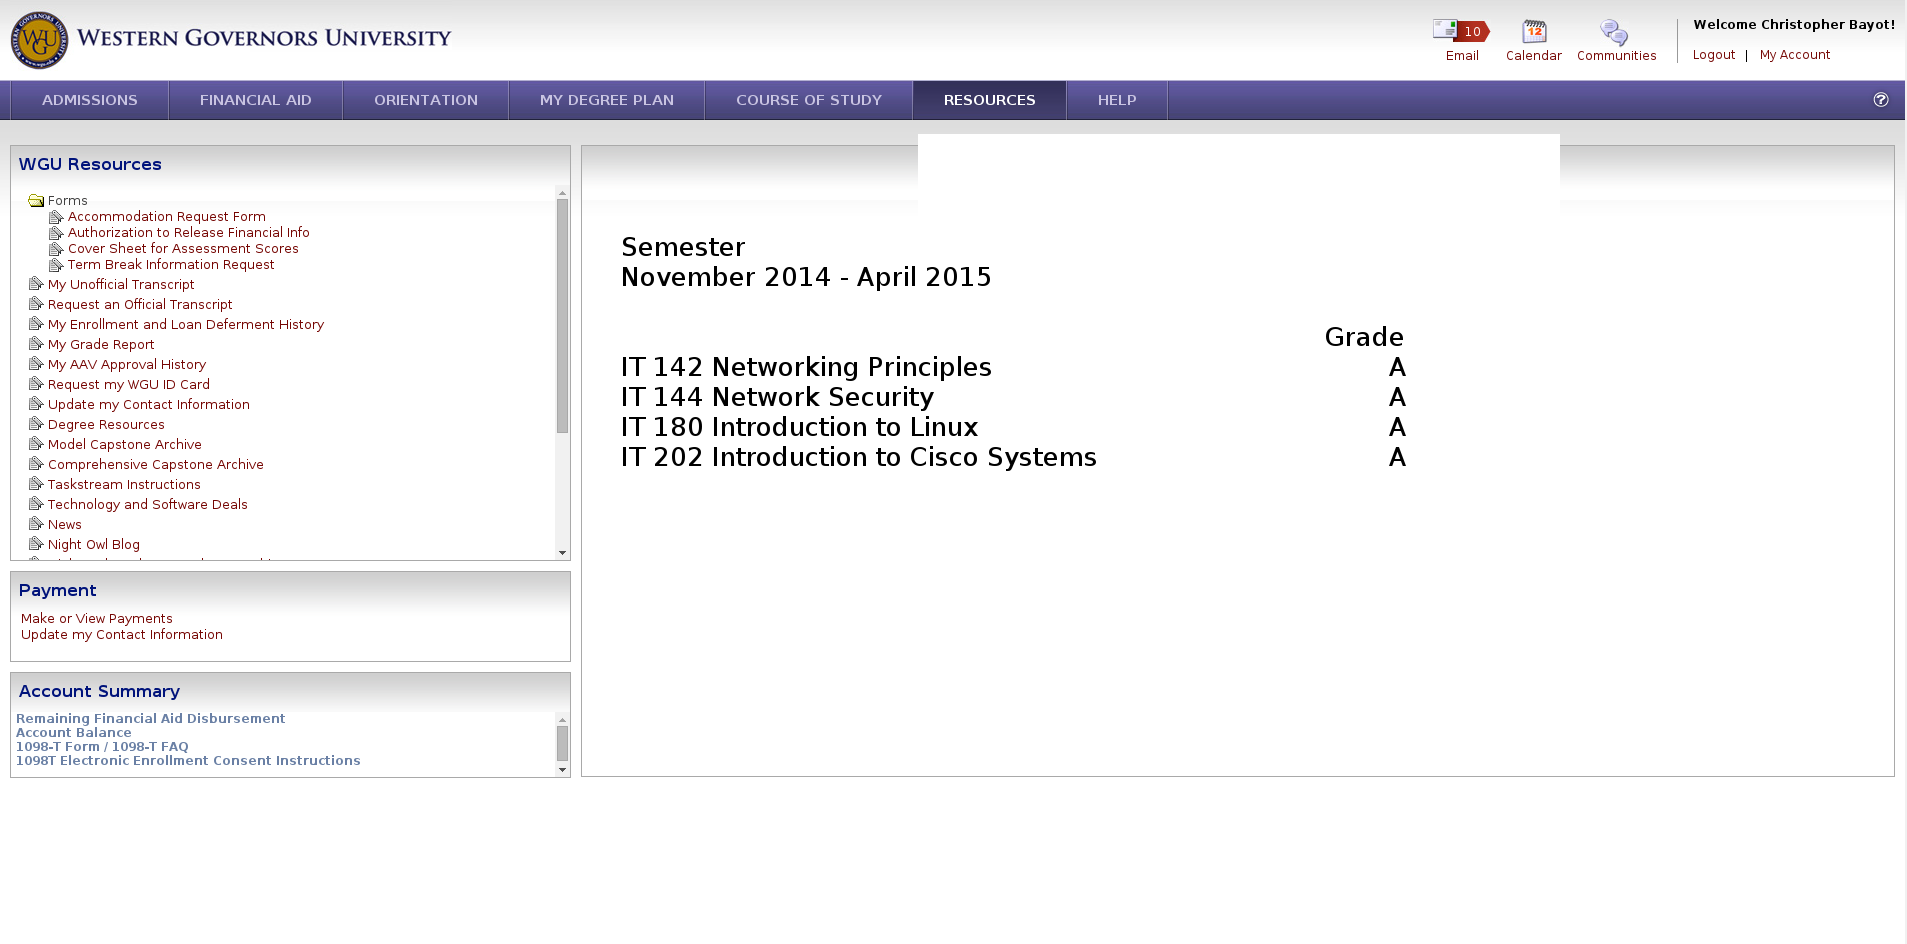 WESTERN GOVERNORS UNIVERSITY
10
Email
12
Calendar
Communities
Welcome Christopher Bayot!
Logout | My Account
ADMISSIONS
FINANCIAL AID
ORIENTATION
MY DEGREE PLAN
COURSE OF STUDY
RESOURCES
HELP
?
WGU Resources
Forms
Accommodation Request Form
Authorization to Release Financial Info
Cover Sheet for Assessment Scores
Term Break Information Request
My Unofficial Transcript
Request an Official Transcript
My Enrollment and Loan Deferment History
My Grade Report
My AAV Approval History
Request my WGU ID Card
Update my Contact Information
Degree Resources
Model Capstone Archive
Comprehensive Capstone Archive
Taskstream Instructions
Technology and Software Deals
News
Night Owl Blog
Payment
Make or View Payments
Update my Contact Information
Account Summary
Remaining Financial Aid Disbursement
Account Balance
1098-T Form / 1098-T FAQ
1098T Electronic Enrollment Consent Instructions
Semester
November 2014 - April 2015
Grade
IT 142 Networking Principles A
IT 144 Network Security A
IT 180 Introduction to Linux A
IT 202 Introduction to Cisco Systems A